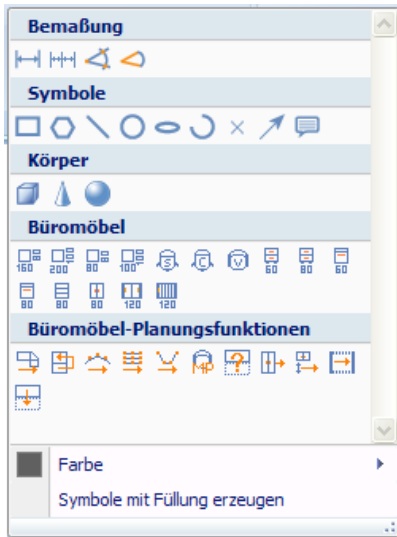 Bemaßung
Symbole
Körper
Büromöbel
160 200 80 100 S C V 60 80 60
80 80 80 120 120
Büromöbel-Planungsfunktionen
?
Farbe
Symbole mit Füllung erzeugen